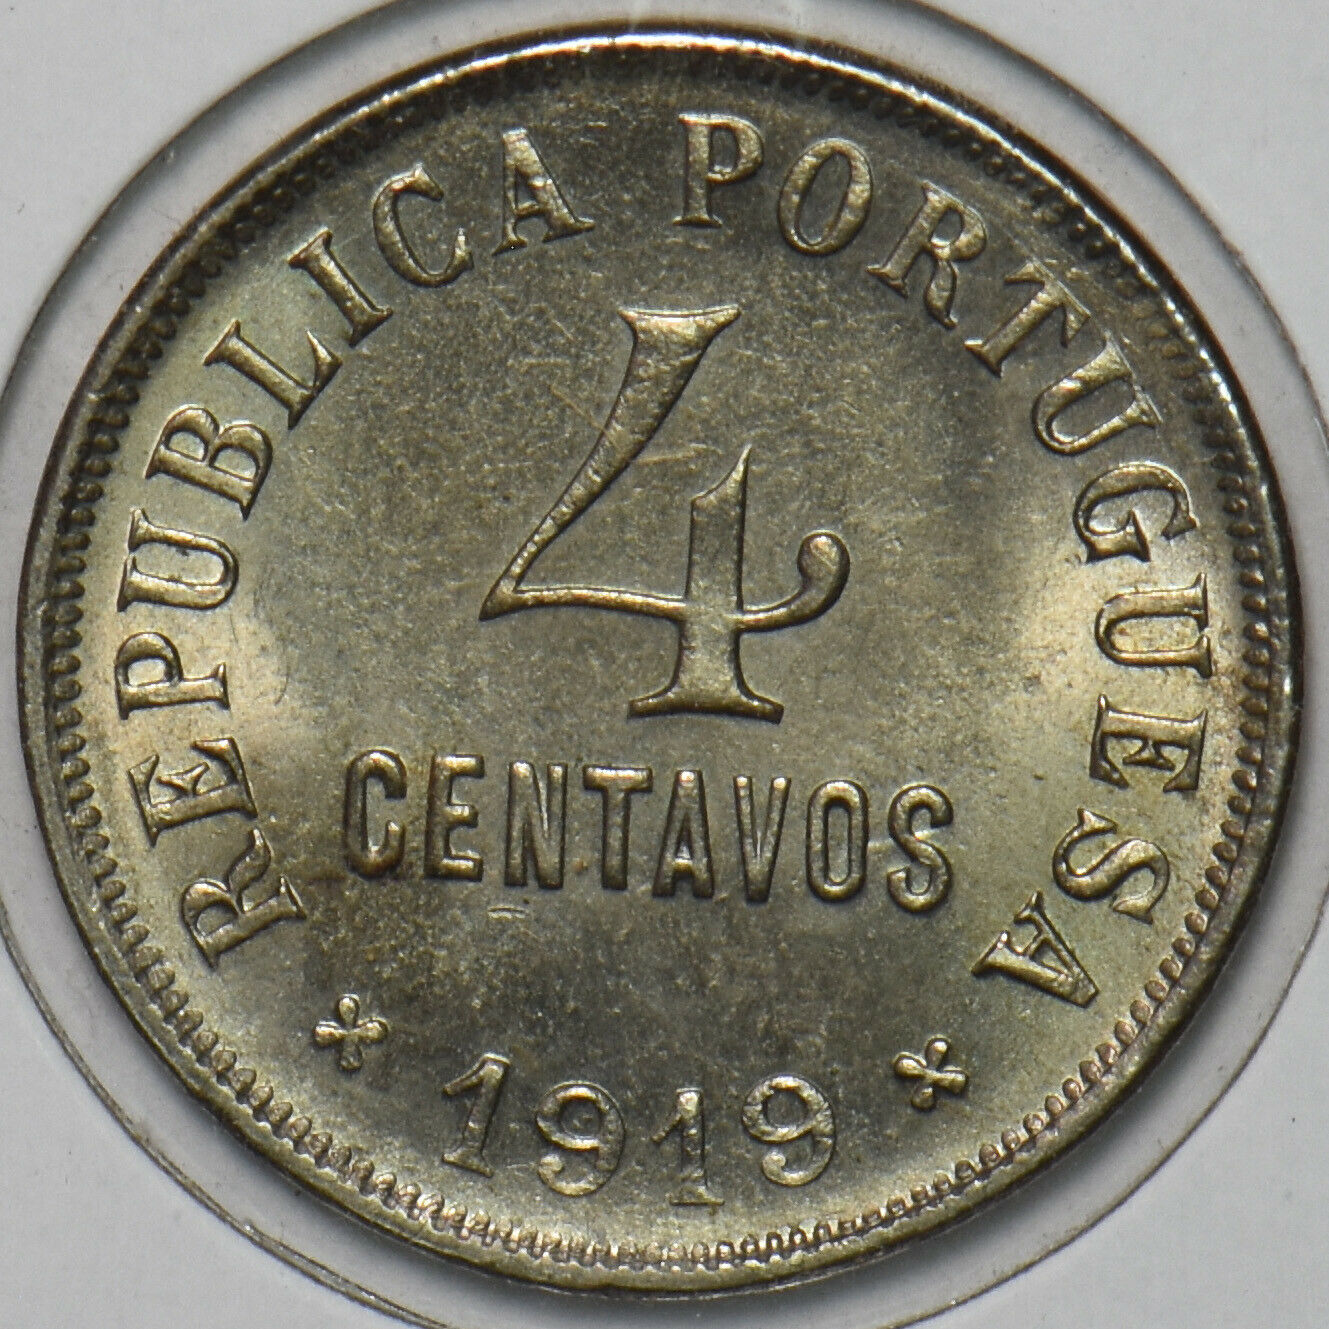 REPUBLICA PORTUGUESA
4
CENTAVOS
1919